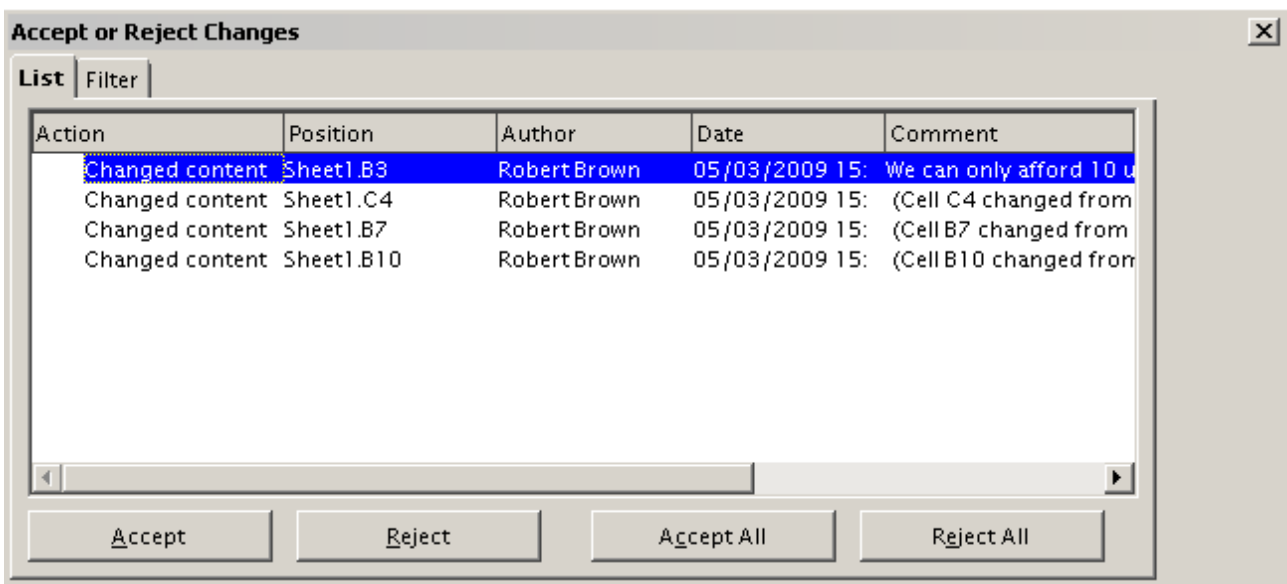 Accept or Reject Changes
List Filter
Action Position Author Date Comment
Changed content Sheet1.B3 Robert Brown 05/03/2009 15: We can only afford 10 u
Changed content Sheet1.C4 Robert Brown 05/03/2009 15: (Cell C4 changed from
Changed content Sheet1.B7 Robert Brown 05/03/2009 15: (Cell B7 changed from
Changed content Sheet1.B10 Robert Brown 05/03/2009 15: (Cell B10 changed from
Accept Reject Accept All Reject All